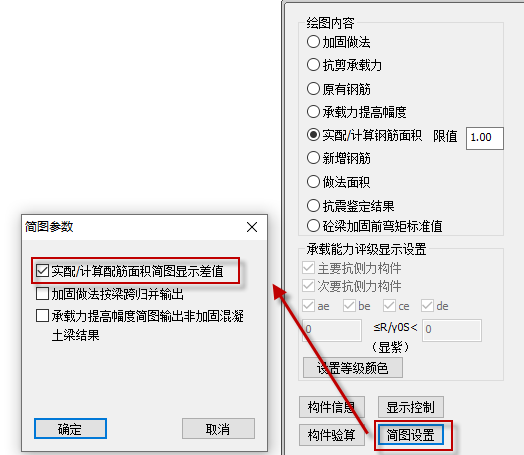 绘图内容
加固做法
抗剪承载力
原有钢筋
承载力提高幅度
实配/计算钢筋面积 限值 1.00
新增钢筋
做法面积
抗震鉴定结果
砼梁加固前弯矩标准值
承载能力评级显示设置
主要抗侧力构件
次要抗侧力构件
ae be ce de
0 ≤R/γ0S< 0
（显紫）
设置等级颜色
构件信息 显示控制
构件验算 简图设置
简图参数
实配/计算配筋面积简图显示差值
加固做法按梁跨归并输出
承载力提高幅度简图输出非加固混凝
土梁结果
确定 取消